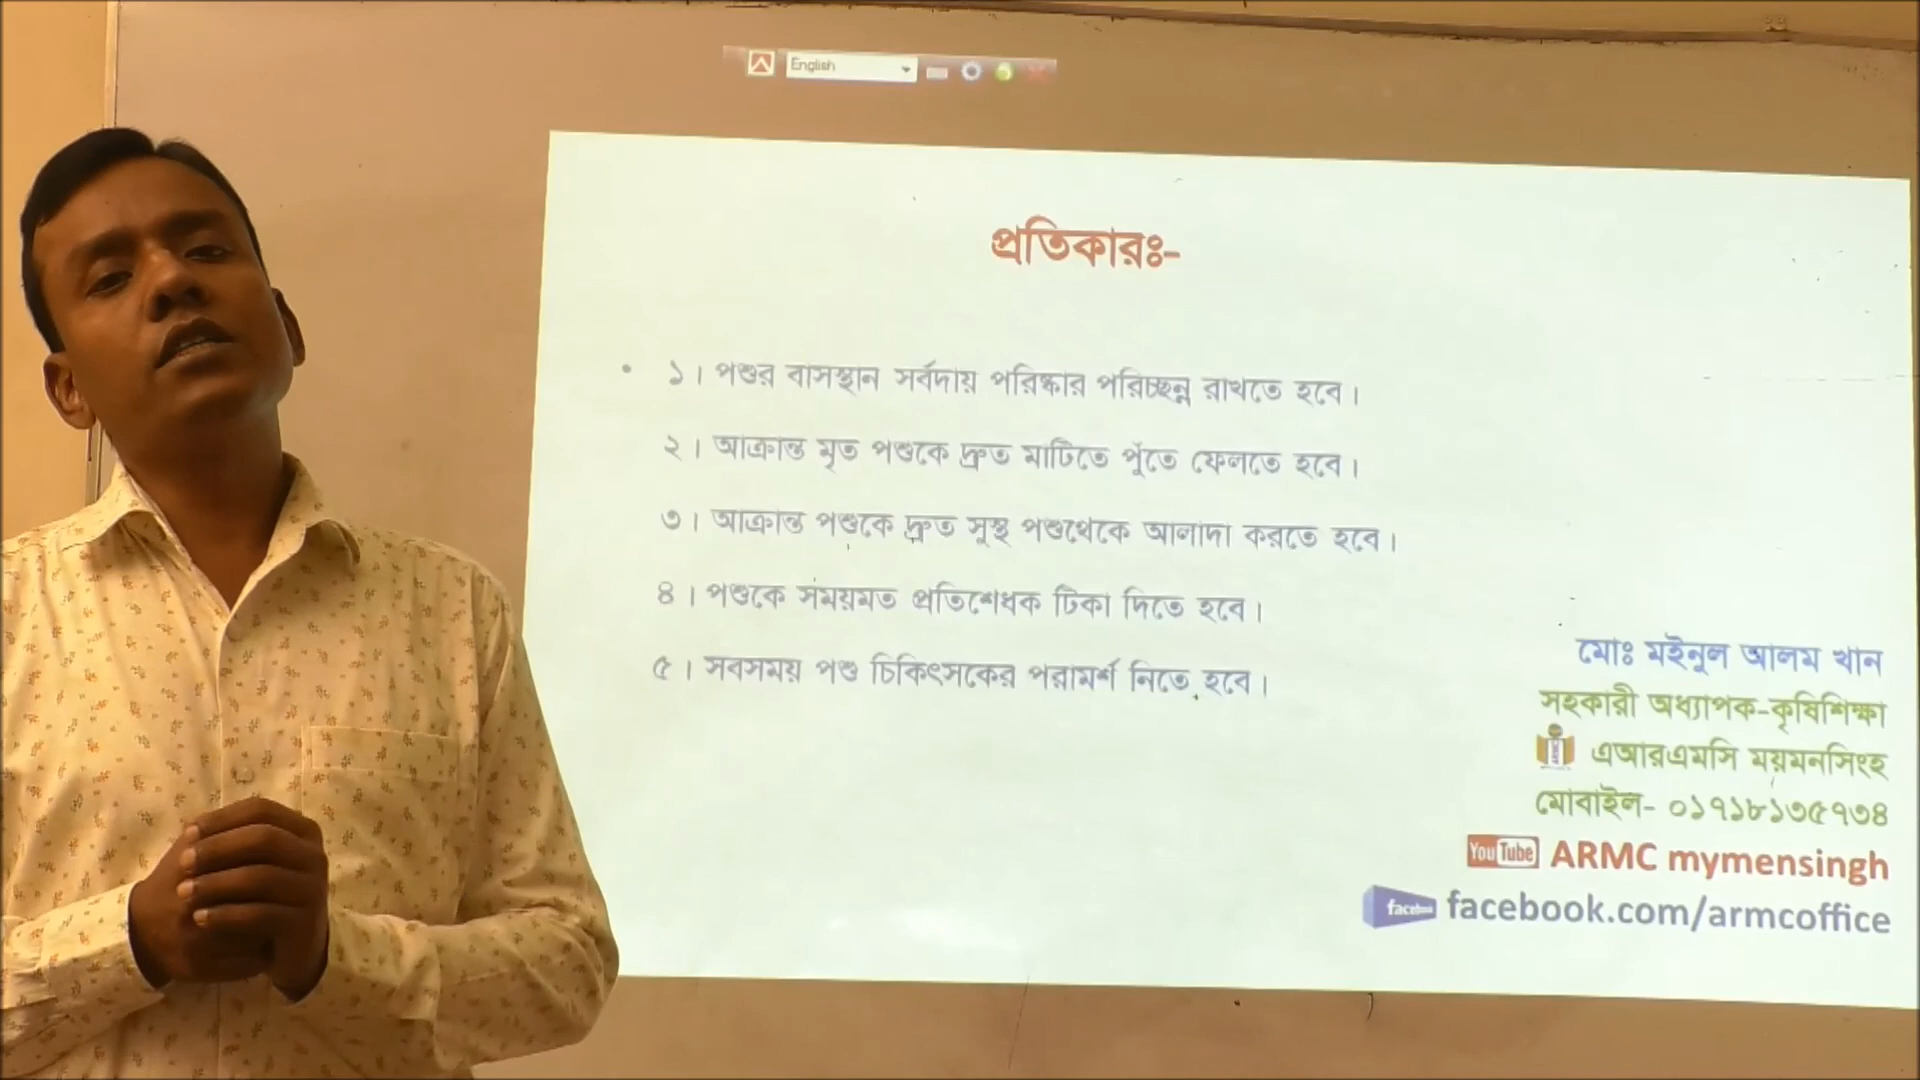 English
প্রতিকারঃ-
• ১। পশুর বাসস্থান সর্বদায় পরিষ্কার পরিচ্ছন্ন রাখতে হবে।
২। আক্রান্ত মৃত পশুকে দ্রুত মাটিতে পুঁতে ফেলতে হবে।
৩। আক্রান্ত পশুকে দ্রুত সুস্থ পশুথেকে আলাদা করতে হবে।
৪। পশুকে সময়মত প্রতিশেধক টিকা দিতে হবে।
৫। সবসময় পশু চিকিৎসকের পরামর্শ নিতে হবে।
মোঃ মইনুল আলম খান
সহকারী অধ্যাপক-কৃষিশিক্ষা
এআরএমসি ময়মনসিংহ
মোবাইল- ০১৭১৮১৩৫৭৩৪
YouTube ARMC mymensingh
facebook facebook.com/armcoffice